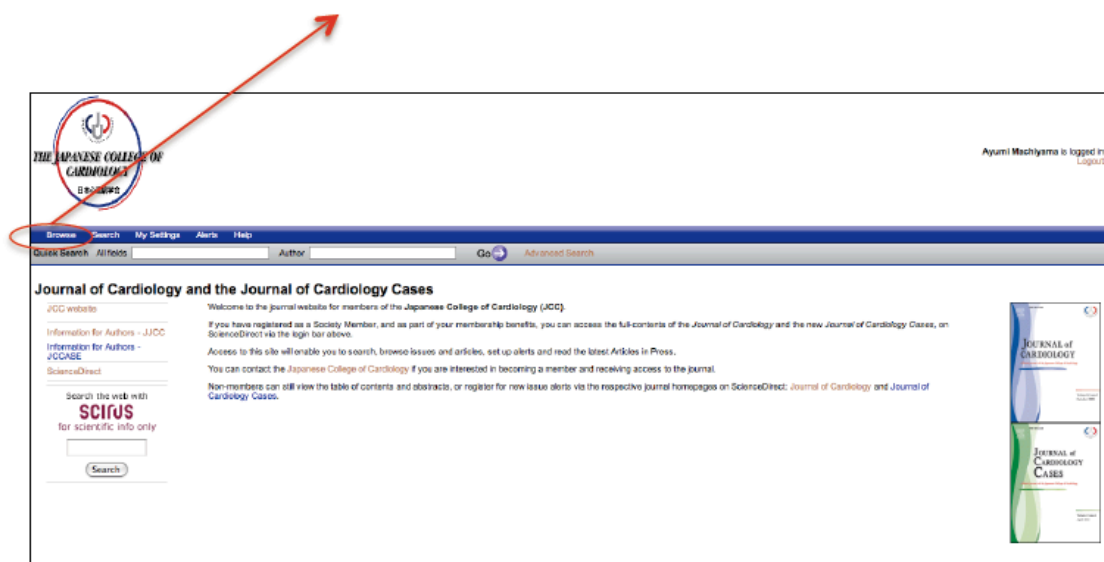 THE JAPANESE COLLEGE OF
CARDIOLOGY
Ayumi Machiyama is logged in
Logout
Browse Search My Settings Alerts Help
Quick Search All fields Author Go Advanced Search
Journal of Cardiology and the Journal of Cardiology Cases
JCC website
Information for Authors - JJCC
Information for Authors -
JCCASE
ScienceDirect
Search the web with
SCIRUS
for scientific info only
Search
Welcome to the journal website for members of the Japanese College of Cardiology (JCC).
If you have registered as a Society Member, and as part of your membership benefits, you can access the full-contents of the Journal of Cardiology and the new Journal of Cardiology Cases, on
ScienceDirect via the login bar above.
Access to this site will enable you to search, browse issues and articles, set up alerts and read the latest Articles in Press.
You can contact the Japanese College of Cardiology if you are interested in becoming a member and receiving access to the journal.
Non-members can still view the table of contents and abstracts, or register for new issue alerts via the respective journal homepages on ScienceDirect: Journal of Cardiology and Journal of
Cardiology Cases.
JOURNAL of
CARDIOLOGY
JOURNAL of
CARDIOLOGY
CASES